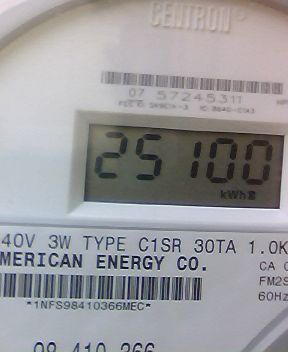 CENTRON®
07 57245311
25100
kWh
40V 3W TYPE C1SR 30TA 1.0K
MERICAN ENERGY CO.
CA
FM2S
60Hz
*1NFS98410366MEC*
98 410 366